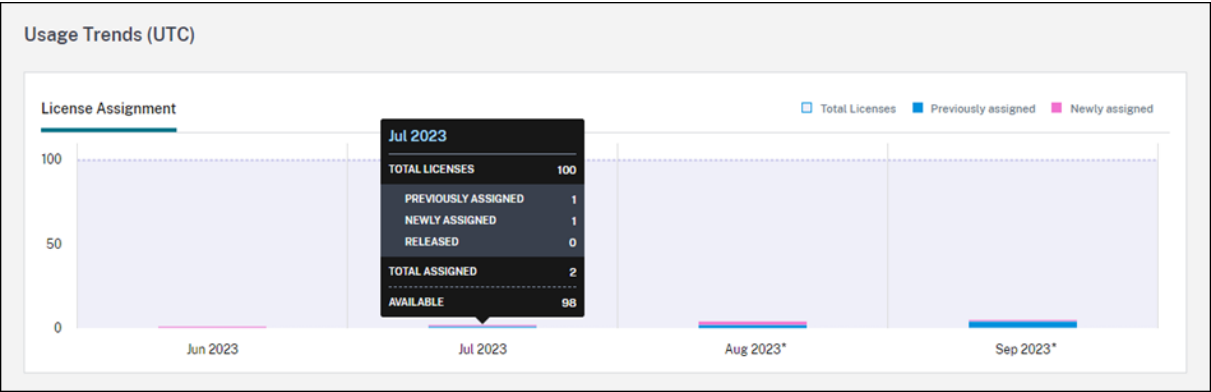 Usage Trends (UTC)
License Assignment
Total Licenses Previously assigned Newly assigned
Jul 2023
TOTAL LICENSES 100
PREVIOUSLY ASSIGNED 1
NEWLY ASSIGNED 1
RELEASED 0
TOTAL ASSIGNED 2
AVAILABLE 98
100
50
0
Jun 2023 Jul 2023 Aug 2023* Sep 2023*